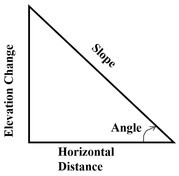 Elevation Change
Slope
Angle
Horizontal
Distance